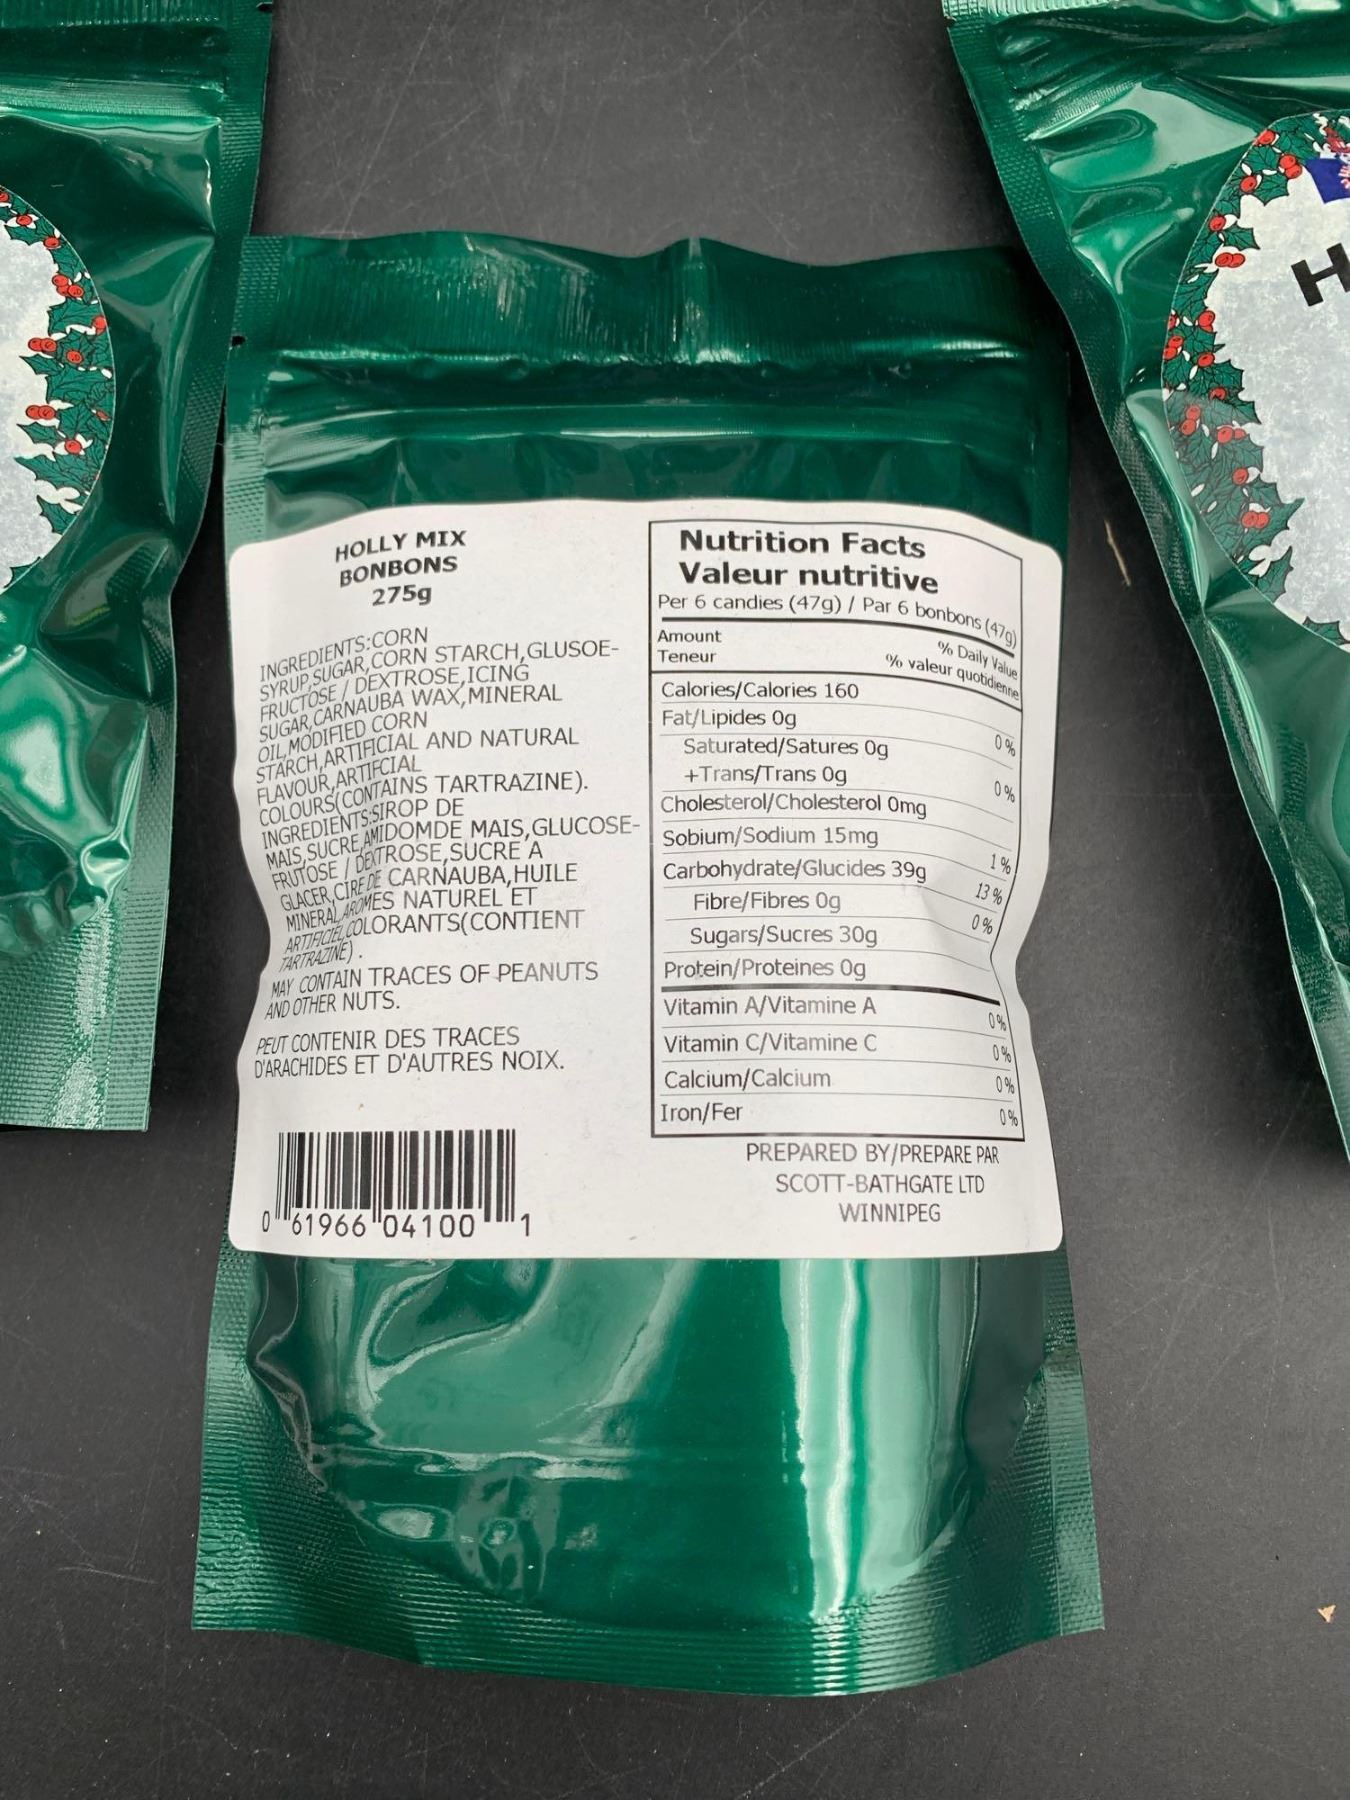 HOLLY MIX
BONBONS
275g
INGREDIENTS:CORN
SYRUP,SUGAR,CORN STARCH,GLUSOE-
FRUCTOSE / DEXTROSE,ICING
SUGAR,CARNAUBA WAX,MINERAL
OIL,MODIFIED CORN
STARCH,ARTIFICIAL AND NATURAL
FLAVOUR,ARTIFCIAL
COLOURS(CONTAINS TARTRAZINE).
INGREDIENTS:SIROP DE
MAIS,SUCRE,AMIDOMDE MAIS,GLUCOSE-
FRUTOSE / DEXTROSE,SUCRE A
GLACER,CIRE DE CARNAUBA,HUILE
MINERAL,AROMES NATUREL ET
ARTIFICIEL,COLORANTS(CONTIENT
TARTRAZINE).
MAY CONTAIN TRACES OF PEANUTS
AND OTHER NUTS.
PEUT CONTENIR DES TRACES
D'ARACHIDES ET D'AUTRES NOIX.
0 61966 04100 1
Nutrition Facts
Valeur nutritive
Per 6 candies (47g) / Par 6 bonbons (47g)
Amount % Daily Value
Teneur % valeur quotidienne
Calories/Calories 160
Fat/Lipides 0g 0 %
Saturated/Satures 0g
+Trans/Trans 0g 0 %
Cholesterol/Cholesterol 0mg
Sobium/Sodium 15mg 1 %
Carbohydrate/Glucides 39g 13 %
Fibre/Fibres 0g 0 %
Sugars/Sucres 30g
Protein/Proteines 0g
Vitamin A/Vitamine A 0 %
Vitamin C/Vitamine C 0 %
Calcium/Calcium 0 %
Iron/Fer 0 %
PREPARED BY/PREPARE PAR
SCOTT-BATHGATE LTD
WINNIPEG
H